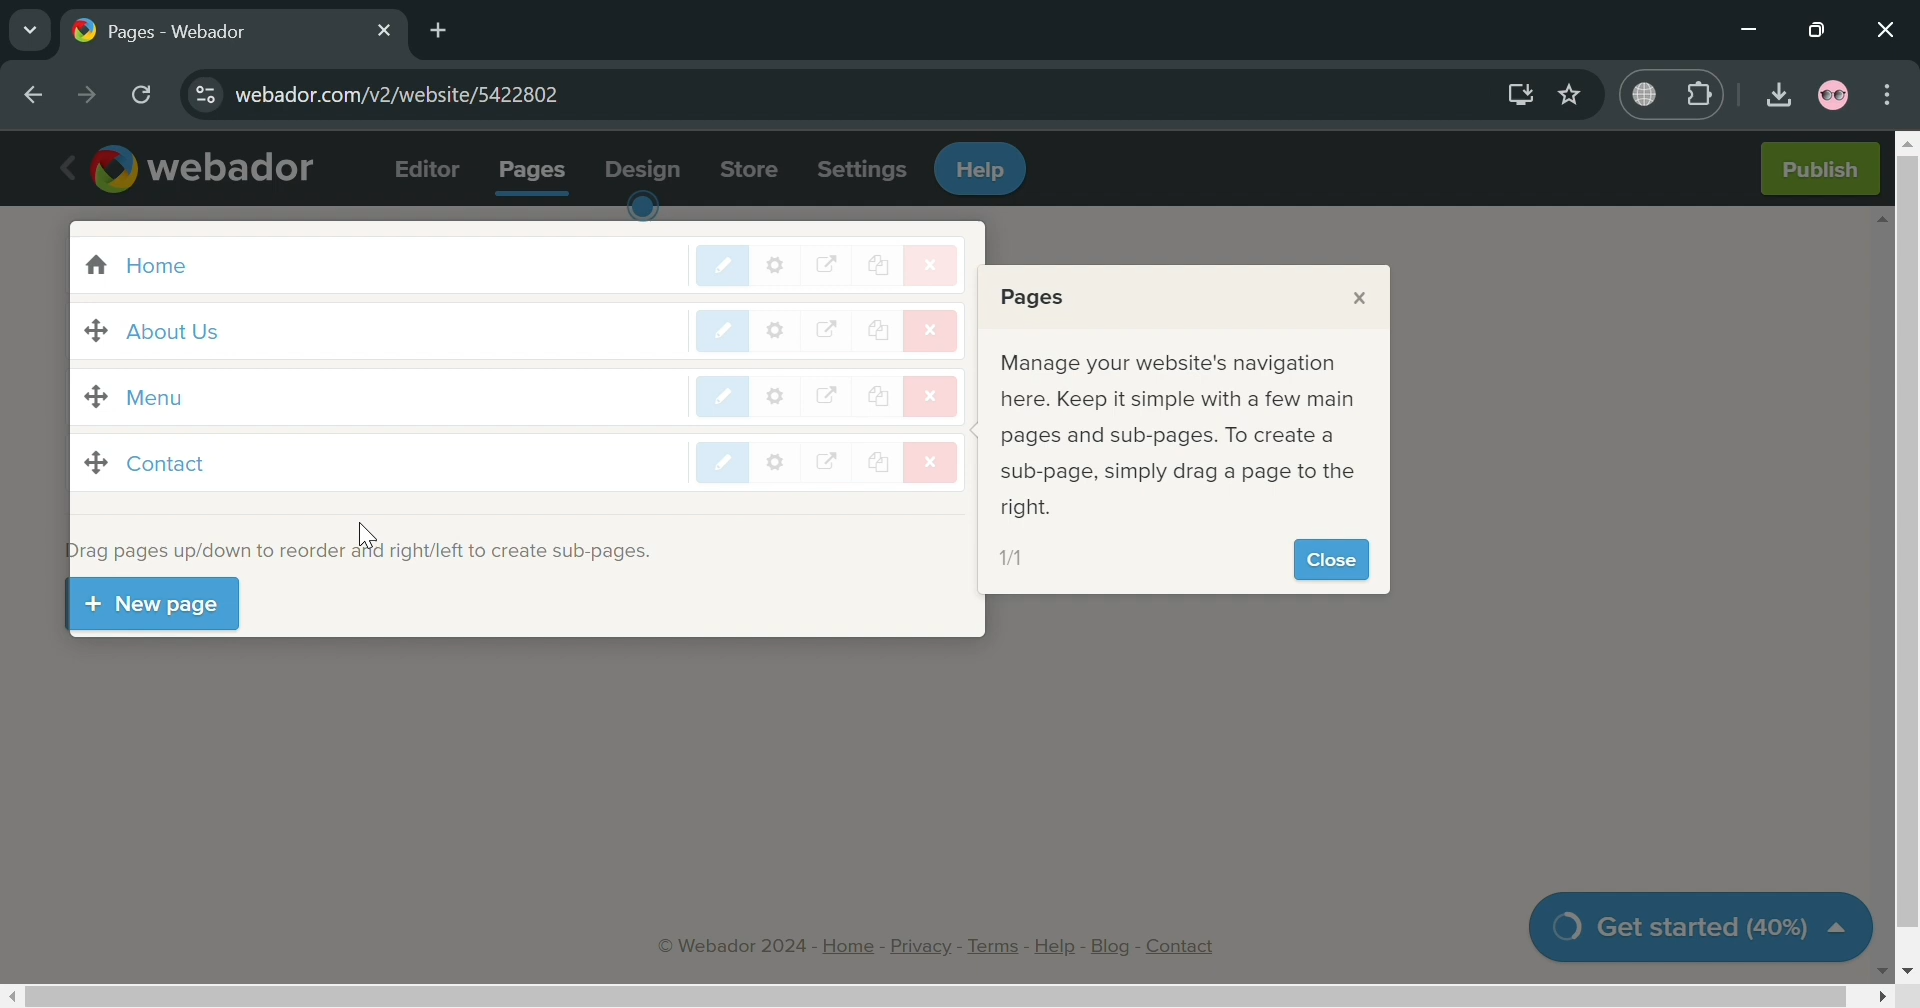 Pages - Webador
webador.com/v2/website/5422802
webador
Editor
Pages
Design
Store
Settings
Help
Publish
Home
About Us
Menu
Contact
Drag pages up/down to reorder and right/left to create sub-pages.
+ New page
Pages
Manage your website's navigation
here. Keep it simple with a few main
pages and sub-pages. To create a
sub-page, simply drag a page to the
right.
1/1
Close
Get started (40%)
© Webador 2024 - Home - Privacy - Terms - Help - Blog - Contact